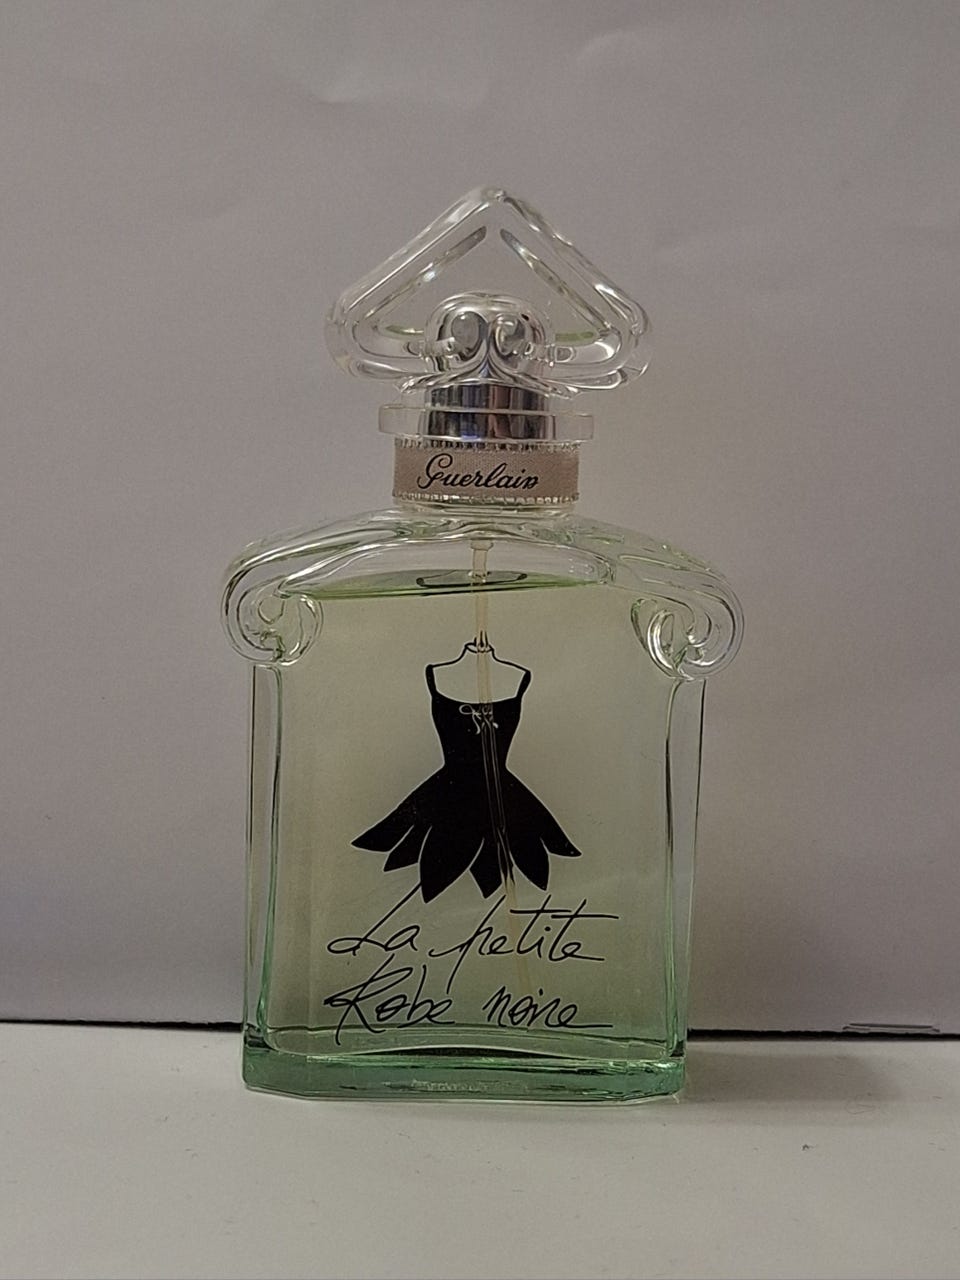 Guerlain
La petite
Robe noire